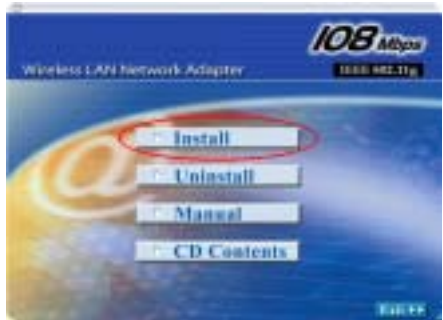 108 Mbps
Wireless LAN Network Adapter
IEEE 802.11g
Install
Uninstall
Manual
CD Contents
Exit